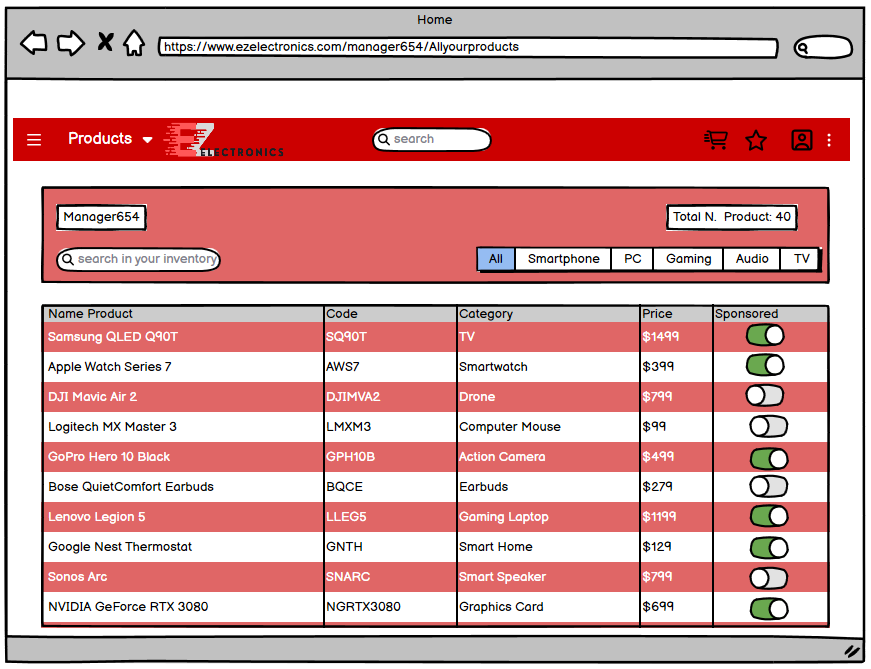 Home
https://www.ezelectronics.com/manager654/Allyourproducts
Products
EZ
ELECTRONICS
search
Manager654
Total N. Product: 40
search in your inventory
All Smartphone PC Gaming Audio TV
Name Product Code Category Price Sponsored
Samsung QLED Q90T SQ90T TV $1499
Apple Watch Series 7 AWS7 Smartwatch $399
DJI Mavic Air 2 DJIMVA2 Drone $799
Logitech MX Master 3 LMXM3 Computer Mouse $99
GoPro Hero 10 Black GPH10B Action Camera $499
Bose QuietComfort Earbuds BQCE Earbuds $279
Lenovo Legion 5 LLEG5 Gaming Laptop $1199
Google Nest Thermostat GNTH Smart Home $129
Sonos Arc SNARC Smart Speaker $799
NVIDIA GeForce RTX 3080 NGRTX3080 Graphics Card $699